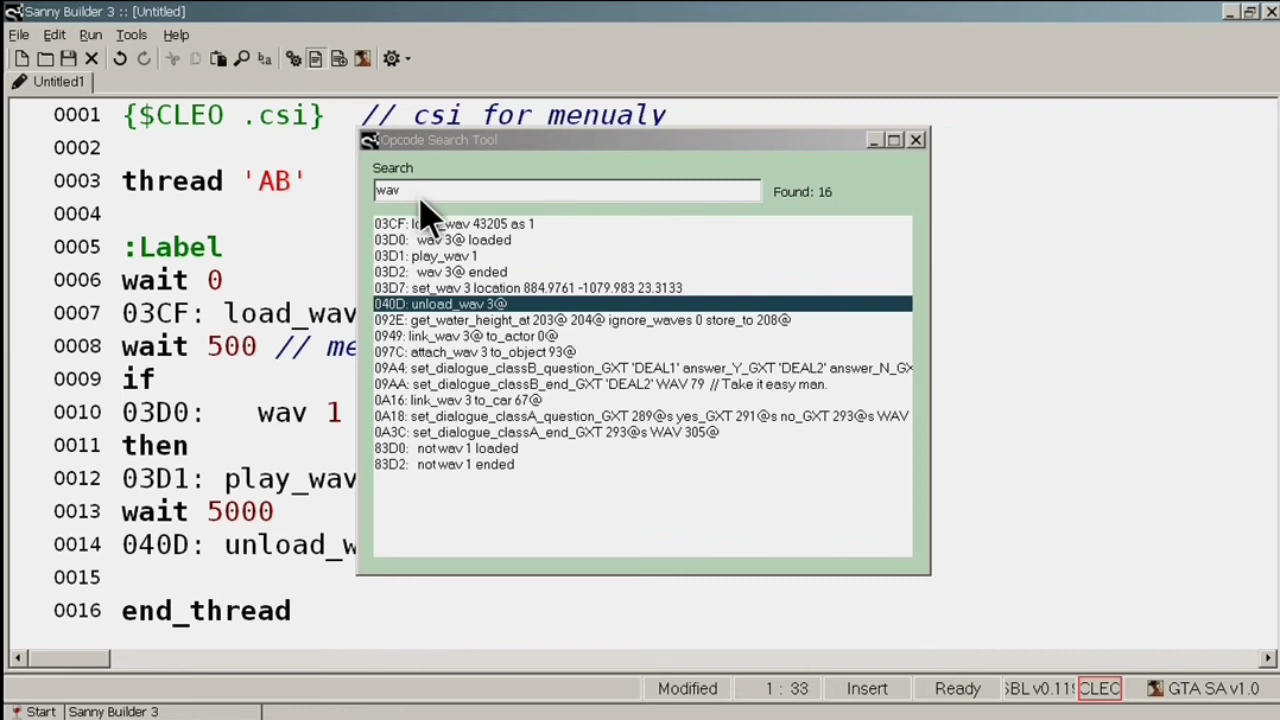 Sanny Builder 3 :: [Untitled]
File Edit Run Tools Help
Untitled1
0001 {$CLEO .csi} // csi for menualy
0002
0003 thread 'AB'
0004
0005 :Label
0006 wait 0
0007 03CF: load_wav
0008 wait 500 // me
0009 if
0010 03D0: wav 1
0011 then
0012 03D1: play_wav
0013 wait 5000
0014 040D: unload_w
0015
0016 end_thread
Opcode Search Tool
Search
wav
Found: 16
03CF: wav 43205 as 1
03D0: wav 3@ loaded
03D1: play_wav 1
03D2: wav 3@ ended
03D7: set_wav 3 location 884.9761 -1079.983 23.3133
040D: unload_wav 3@
092E: get_water_height_at 203@ 204@ ignore_waves 0 store_to 208@
0949: link_wav 3@ to_actor 0@
097C: attach_wav 3 to_object 93@
09A4: set_dialogue_classB_question_GXT 'DEAL1' answer_Y_GXT 'DEAL2' answer_N_GX
09AA: set_dialogue_classB_end_GXT 'DEAL2' WAV 79 // Take it easy man.
0A16: link_wav 3 to_car 67@
0A18: set_dialogue_classA_question_GXT 289@s yes_GXT 291@s no_GXT 293@s WAV
0A3C: set_dialogue_classA_end_GXT 293@s WAV 305@
83D0: not wav 1 loaded
83D2: not wav 1 ended
Modified 1 : 33 Insert Ready SBL v0.119 CLEO GTA SA v1.0
Start Sanny Builder 3